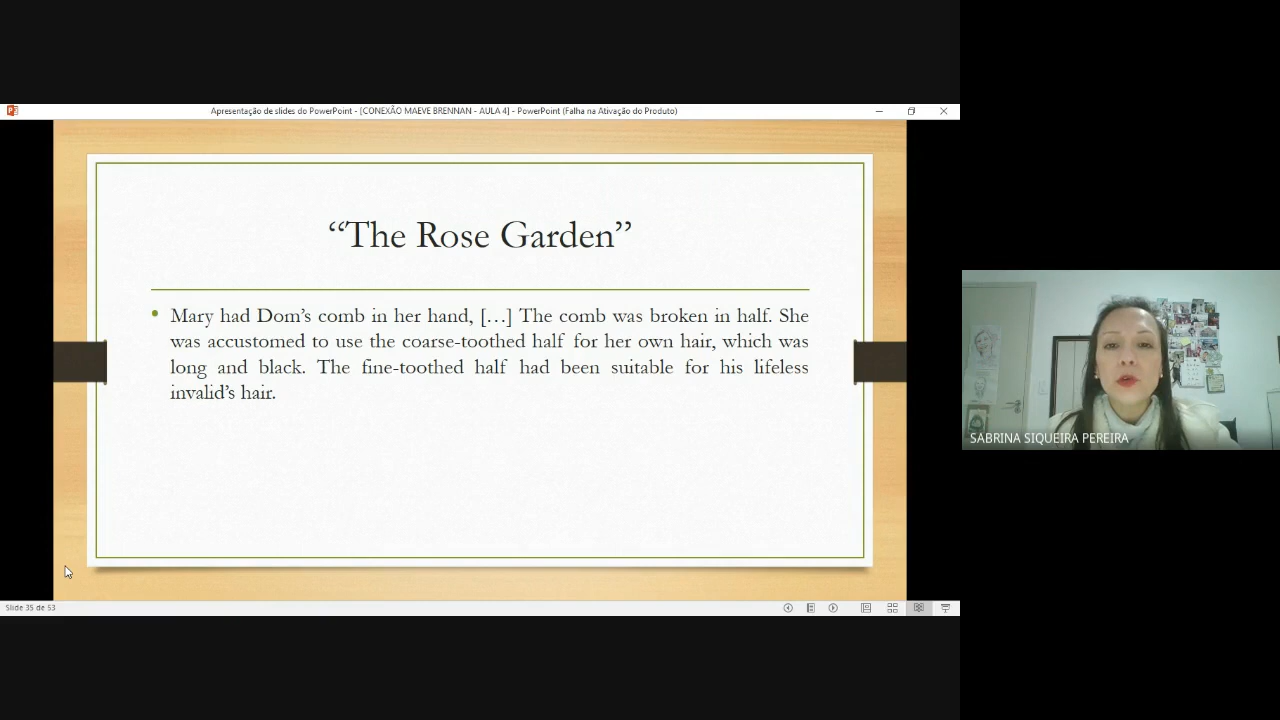 Apresentação de slides do PowerPoint - [CONEXÃO MAEVE BRENNAN - AULA 4] - PowerPoint (Falha na Ativação do Produto)
“The Rose Garden”
• Mary had Dom’s comb in her hand, […] The comb was broken in half. She
was accustomed to use the coarse-toothed half for her own hair, which was
long and black. The fine-toothed half had been suitable for his lifeless
invalid’s hair.
SABRINA SIQUEIRA PEREIRA
Slide 35 de 53